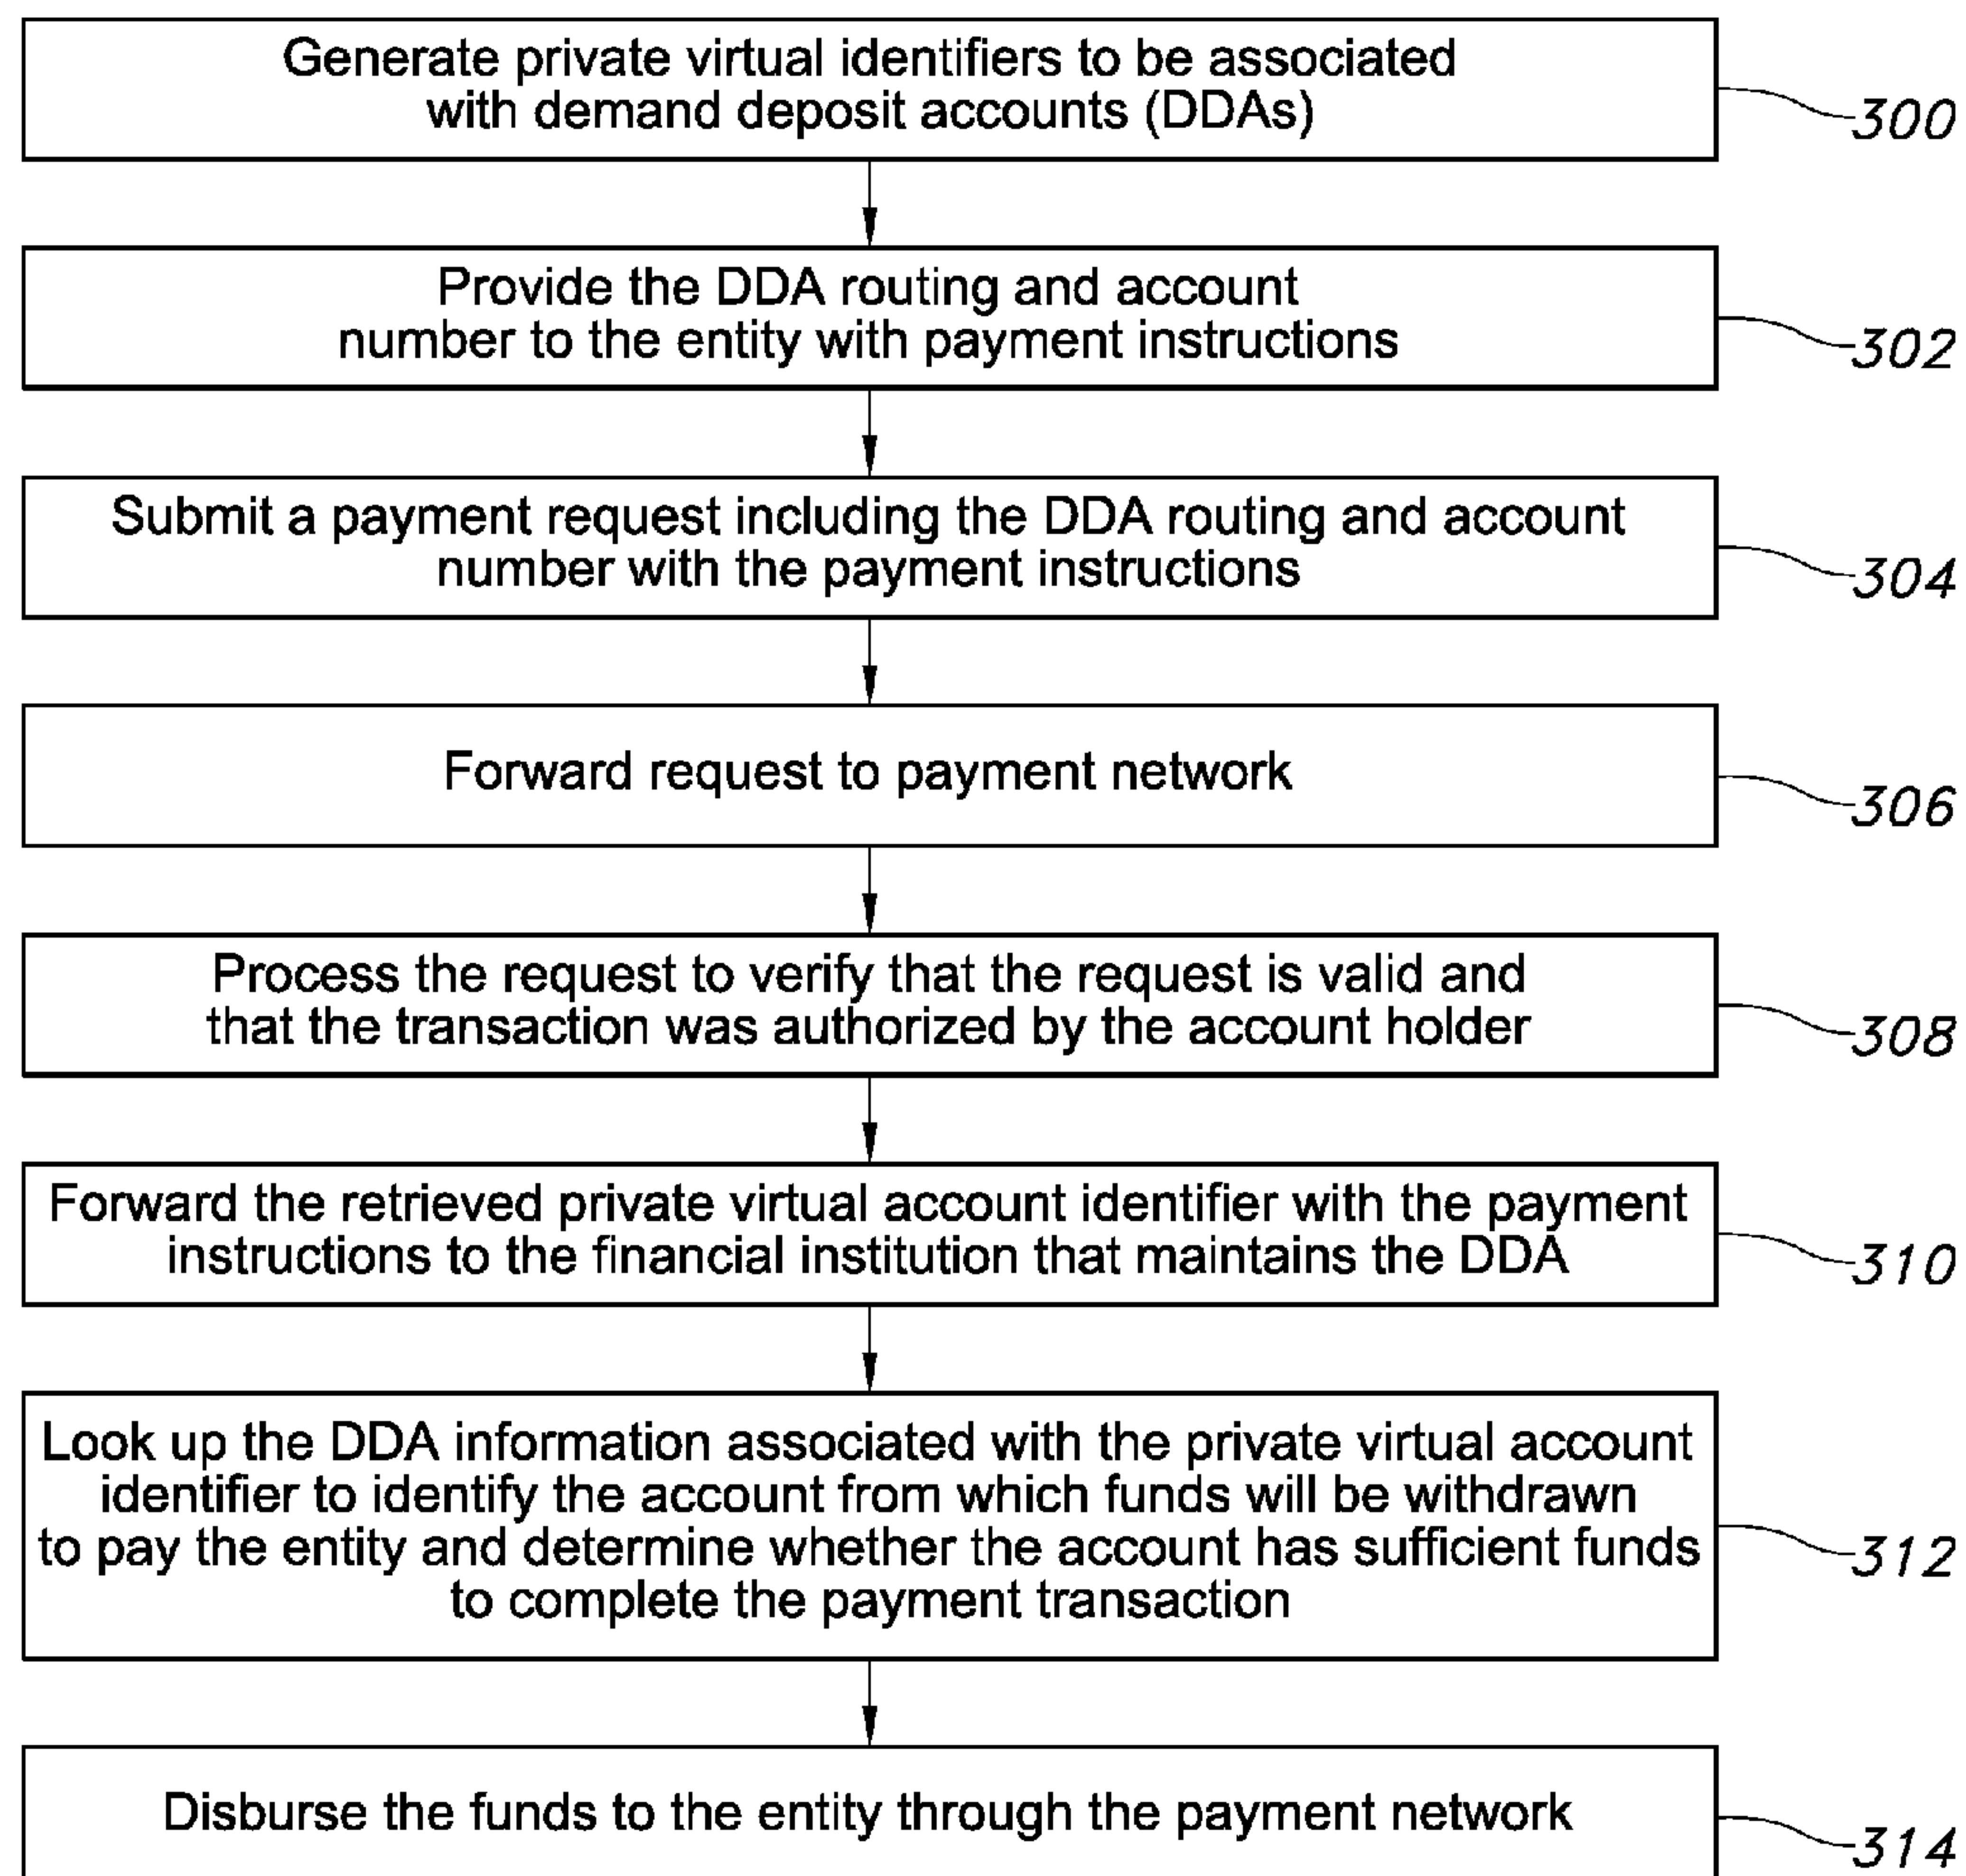 Generate private virtual identifiers to be associated
with demand deposit accounts (DDAs)
300
Provide the DDA routing and account
number to the entity with payment instructions
302
Submit a payment request including the DDA routing and account
number with the payment instructions
304
Forward request to payment network
306
Process the request to verify that the request is valid and
that the transaction was authorized by the account holder
308
Forward the retrieved private virtual account identifier with the payment
instructions to the financial institution that maintains the DDA
310
Look up the DDA information associated with the private virtual account
identifier to identify the account from which funds will be withdrawn
to pay the entity and determine whether the account has sufficient funds
to complete the payment transaction
312
Disburse the funds to the entity through the payment network
314